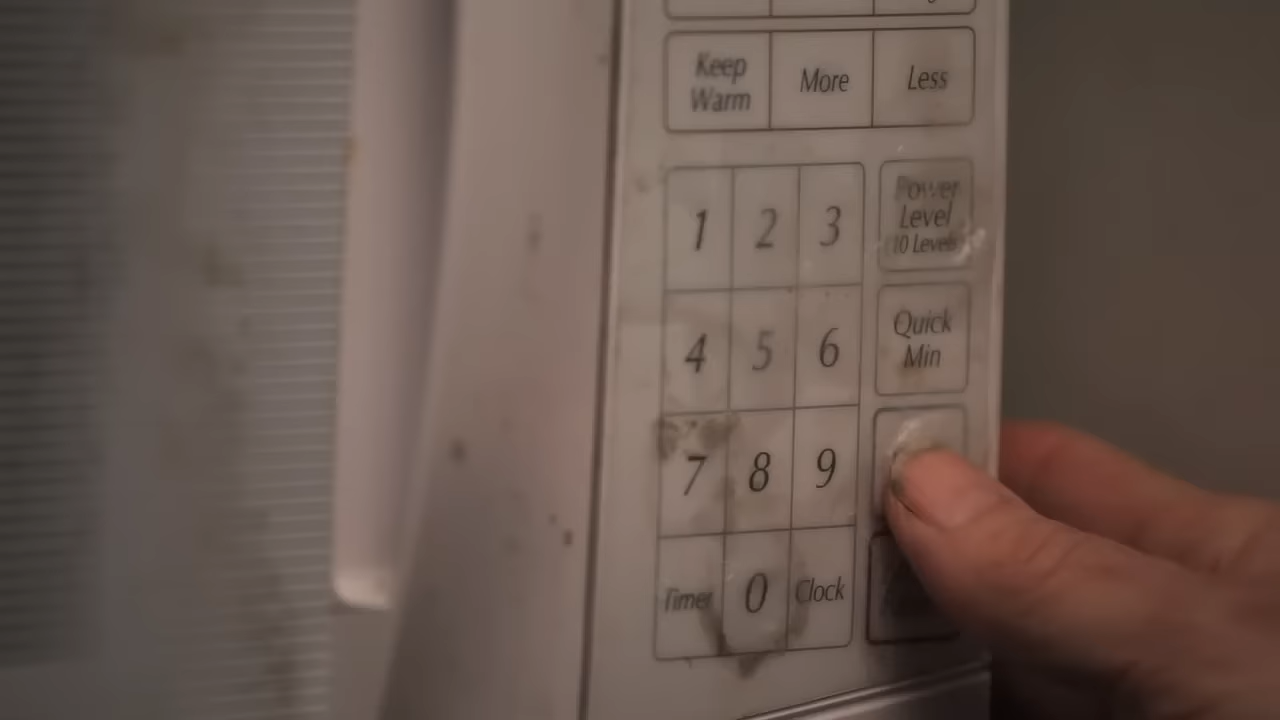 Keep
Warm
More
Less
1
2
3
Power
Level
(10 Levels)
4
5
6
Quick
Min
7
8
9
Timer
0
Clock